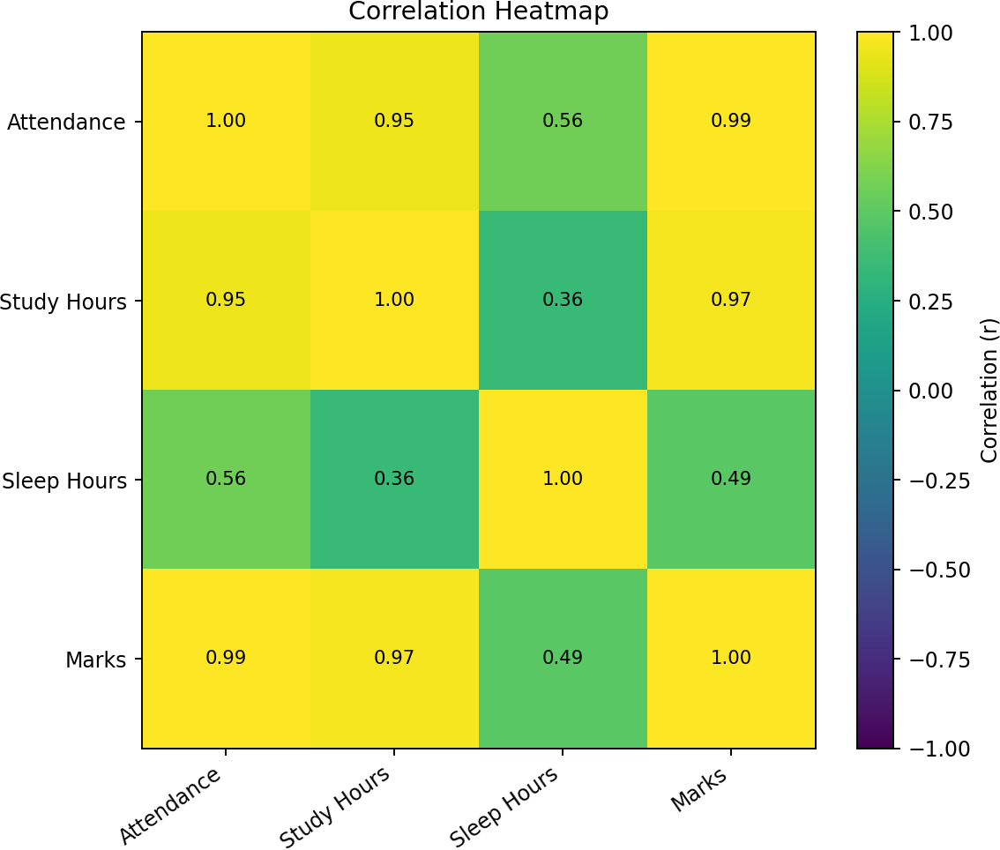 Correlation Heatmap
Attendance 1.00 0.95 0.56 0.99
Study Hours 0.95 1.00 0.36 0.97
Sleep Hours 0.56 0.36 1.00 0.49
Marks 0.99 0.97 0.49 1.00
Attendance Study Hours Sleep Hours Marks
1.00
0.75
0.50
0.25
0.00
−0.25
−0.50
−0.75
−1.00
Correlation (r)